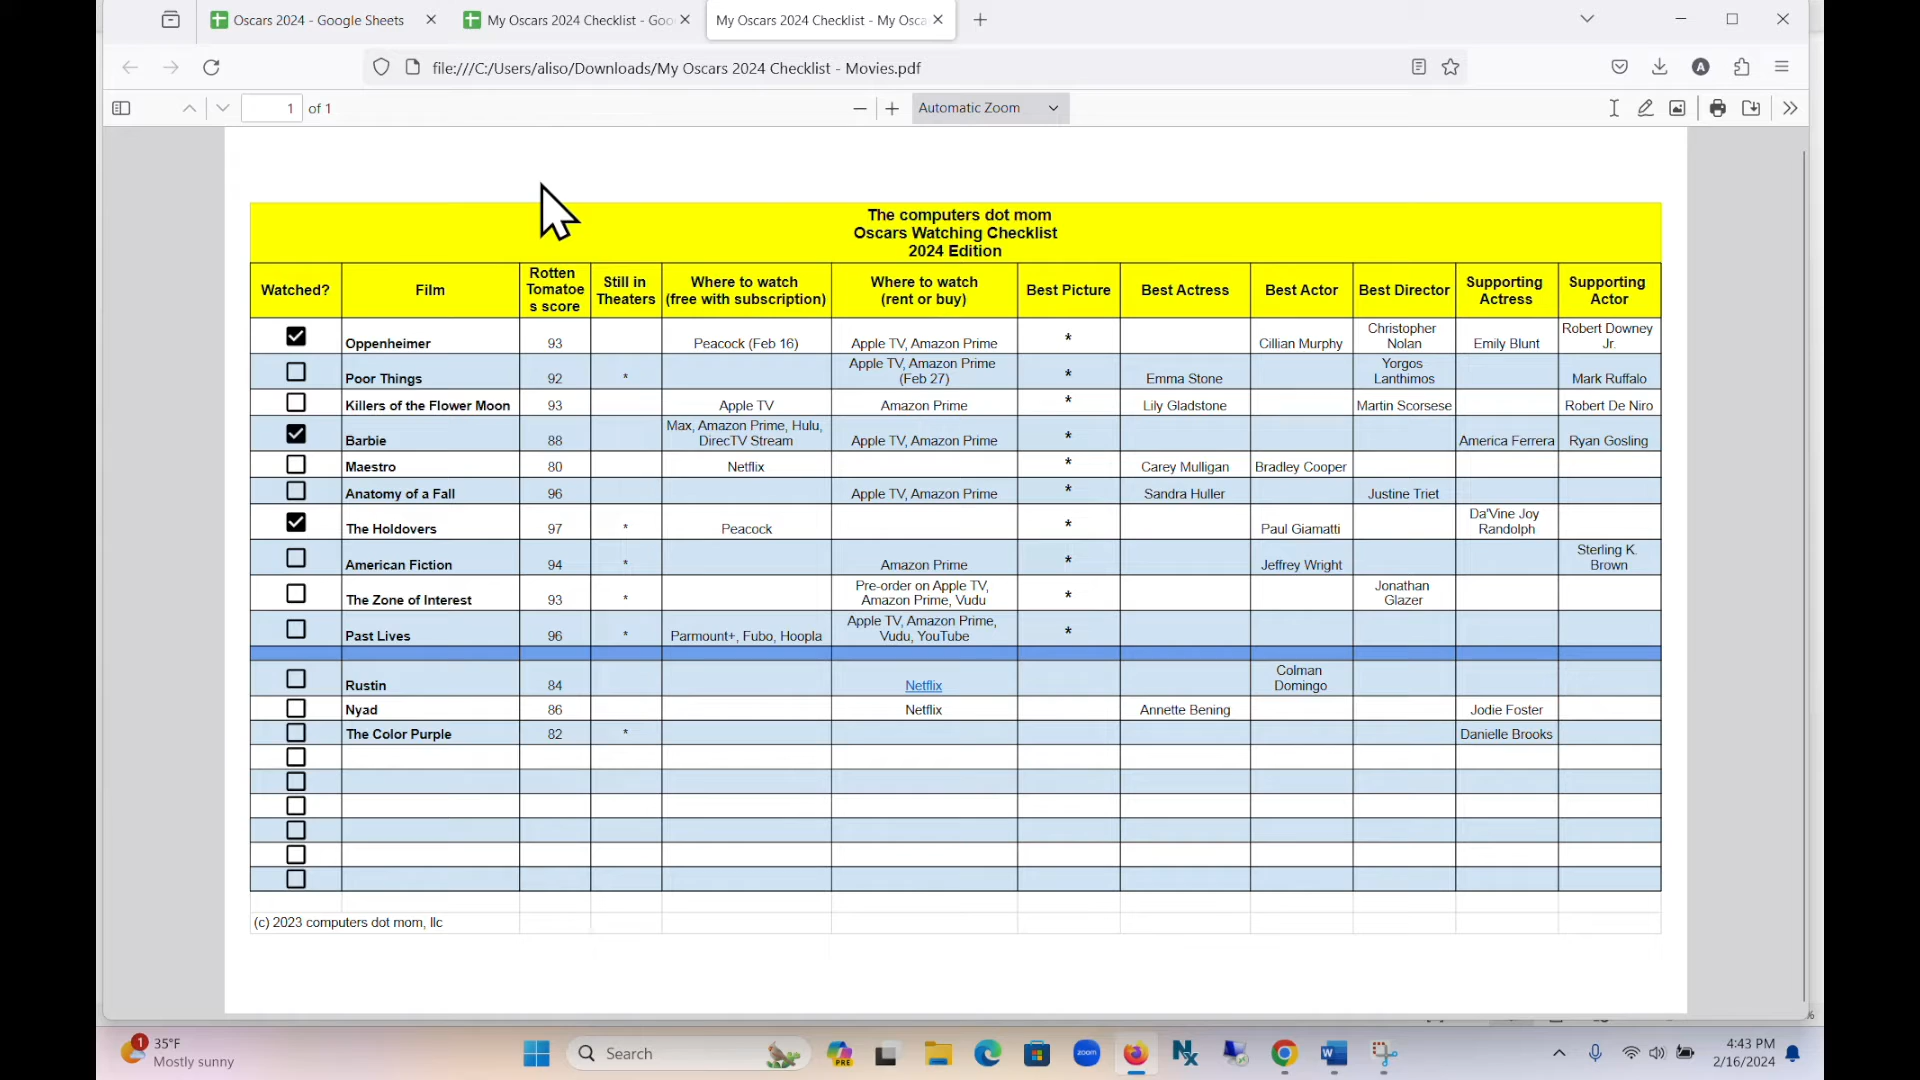 Oscars 2024 - Google Sheets
My Oscars 2024 Checklist - Goo
My Oscars 2024 Checklist - My Osca
file:///C:/Users/aliso/Downloads/My Oscars 2024 Checklist - Movies.pdf
A
1 of 1
Automatic Zoom
The computers dot mom
Oscars Watching Checklist
2024 Edition
Watched?
Film
Rotten
Tomatoe
s score
Still in
Theaters
Where to watch
(free with subscription)
Where to watch
(rent or buy)
Best Picture
Best Actress
Best Actor
Best Director
Supporting
Actress
Supporting
Actor
Oppenheimer
93
Peacock (Feb 16)
Apple TV, Amazon Prime
*
Cillian Murphy
Christopher
Nolan
Emily Blunt
Robert Downey
Jr.
Poor Things
92
*
Apple TV, Amazon Prime
(Feb 27)
*
Emma Stone
Yorgos
Lanthimos
Mark Ruffalo
Killers of the Flower Moon
93
Apple TV
Amazon Prime
*
Lily Gladstone
Martin Scorsese
Robert De Niro
Barbie
88
Max, Amazon Prime, Hulu,
DirecTV Stream
Apple TV, Amazon Prime
*
America Ferrera
Ryan Gosling
Maestro
80
Netflix
*
Carey Mulligan
Bradley Cooper
Anatomy of a Fall
96
Apple TV, Amazon Prime
*
Sandra Huller
Justine Triet
The Holdovers
97
*
Peacock
*
Paul Giamatti
Da'Vine Joy
Randolph
American Fiction
94
*
Amazon Prime
*
Jeffrey Wright
Sterling K.
Brown
The Zone of Interest
93
*
Pre-order on Apple TV,
Amazon Prime, Vudu
*
Jonathan
Glazer
Past Lives
96
*
Parmount+, Fubo, Hoopla
Apple TV, Amazon Prime,
Vudu, YouTube
*
Rustin
84
Netflix
Colman
Domingo
Nyad
86
Netflix
Annette Bening
Jodie Foster
The Color Purple
82
*
Danielle Brooks
(c) 2023 computers dot mom, llc
1
35°F
Mostly sunny
Search
PRE
zoom
4:43 PM
2/16/2024